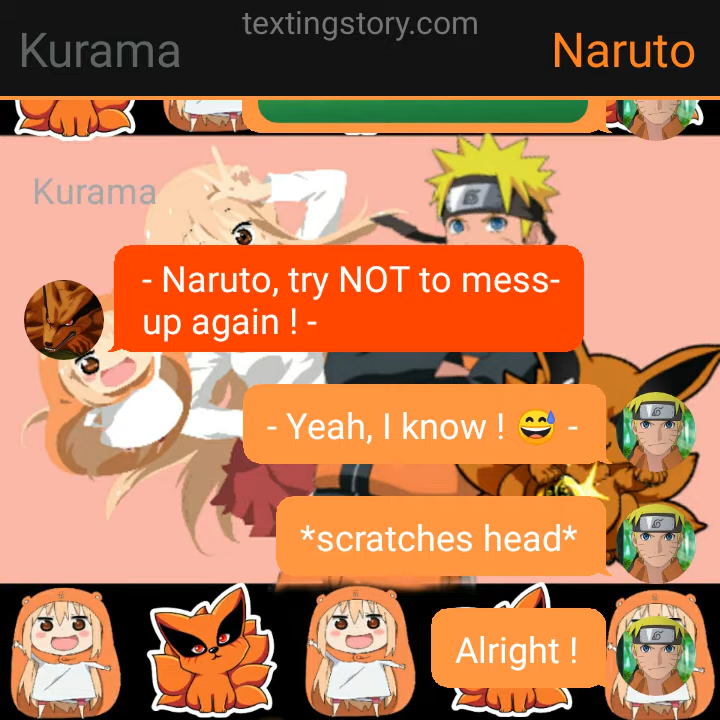 textingstory.com
Kurama
Naruto
Kurama
- Naruto, try NOT to mess-
up again ! -
- Yeah, I know ! 😅 -
*scratches head*
Alright !